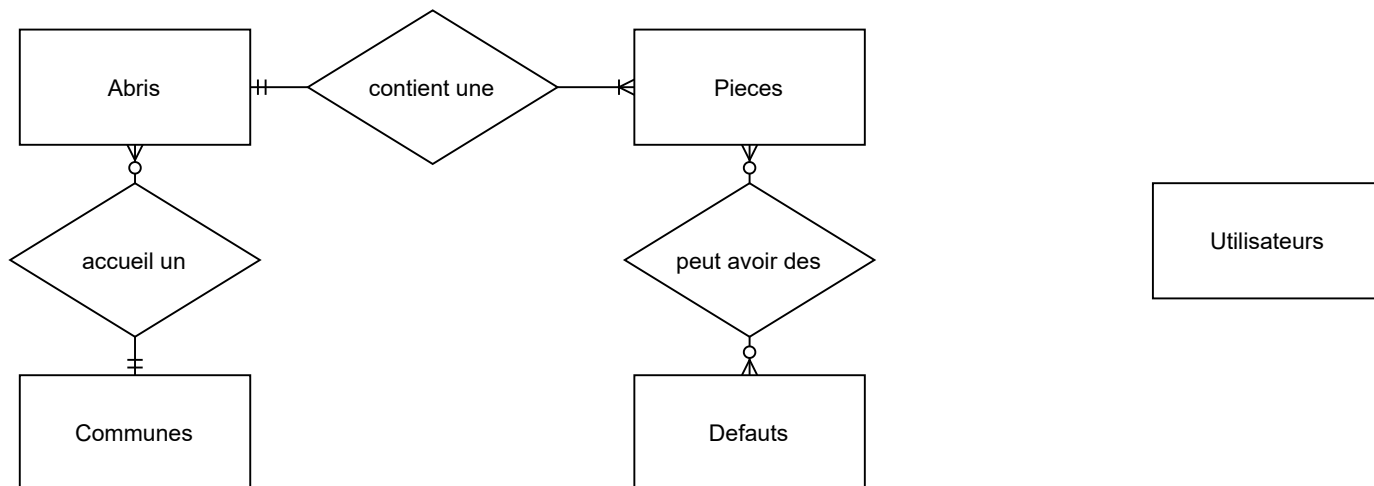 Abris
contient une
Pieces
accueil un
peut avoir des
Utilisateurs
Communes
Defauts